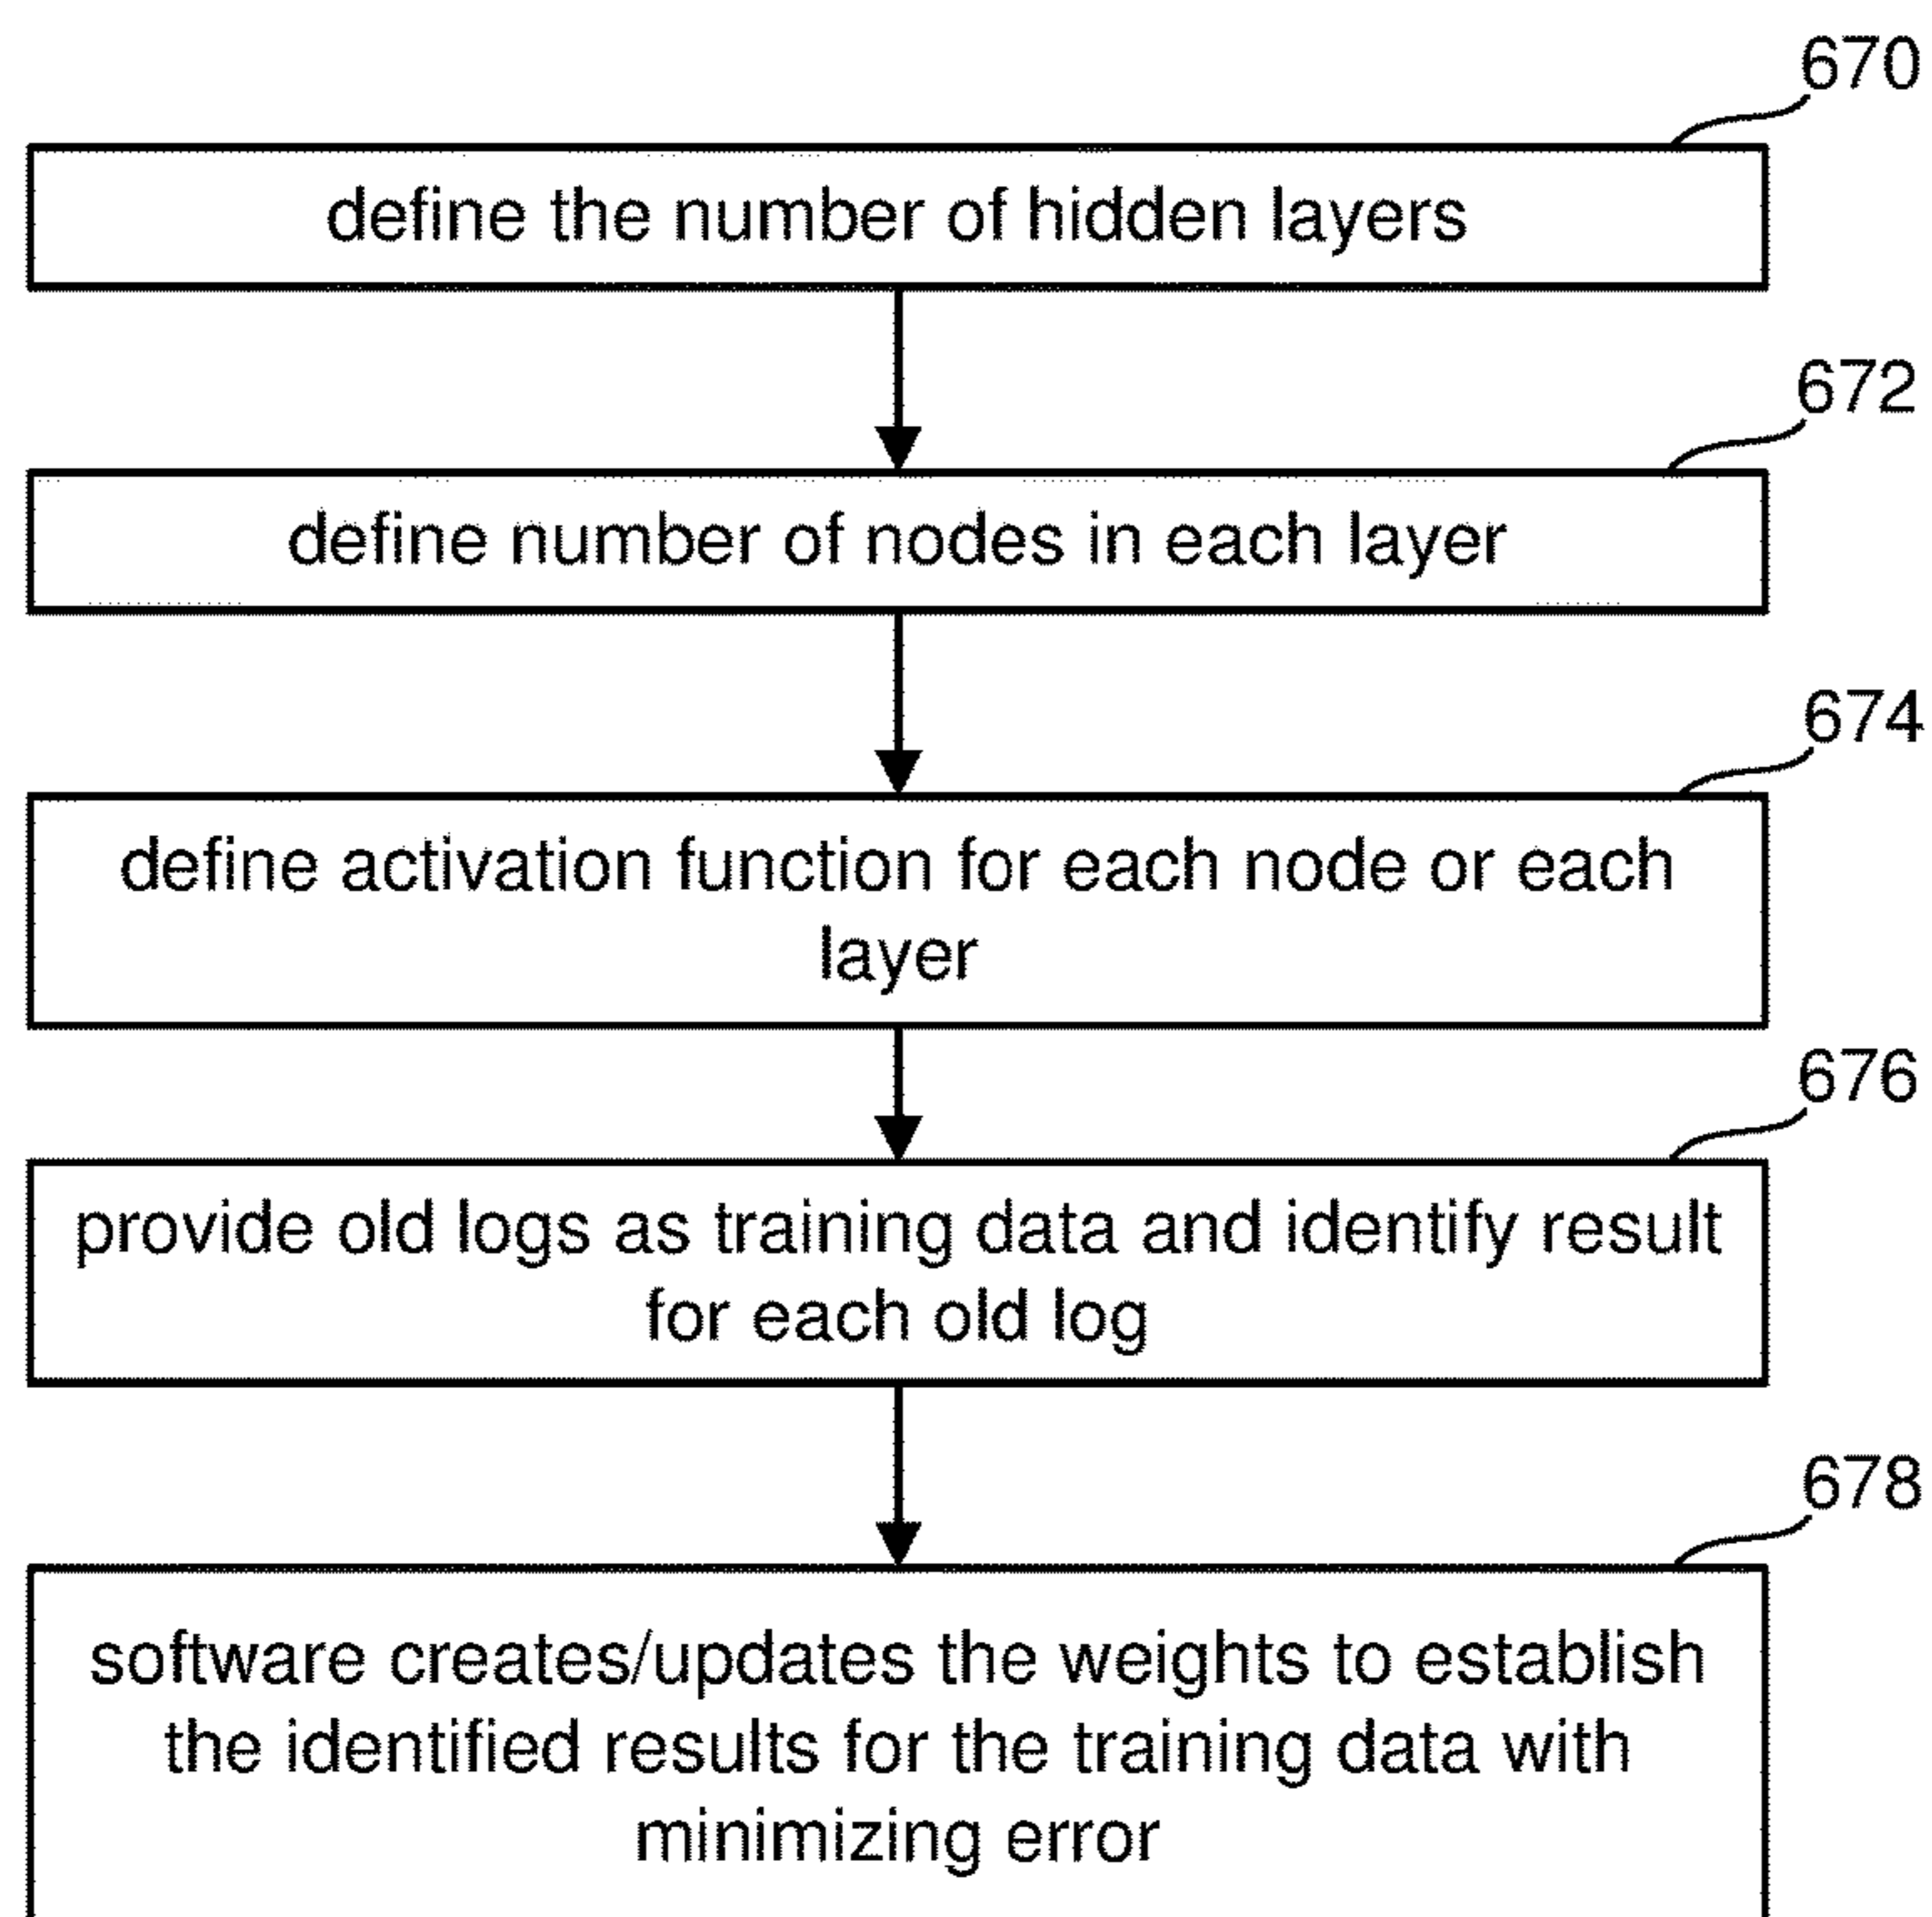 670
define the number of hidden layers
672
define number of nodes in each layer
674
define activation function for each node or each
layer
676
provide old logs as training data and identify result
for each old log
678
software creates/updates the weights to establish
the identified results for the training data with
minimizing error